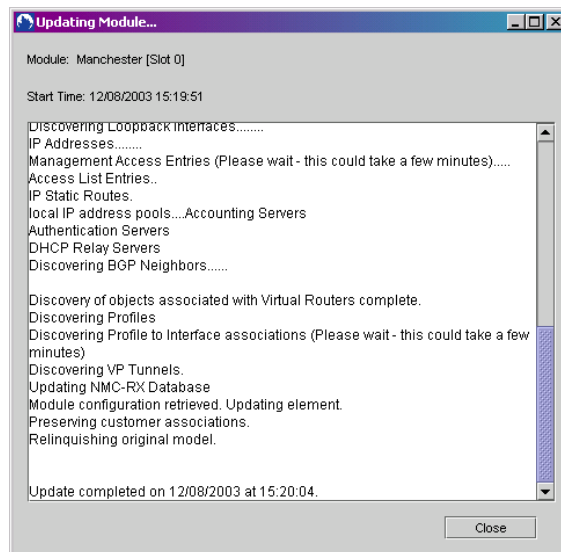 Updating Module...
Module: Manchester [Slot 0]
Start Time: 12/08/2003 15:19:51
Discovering Loopback Interfaces........
IP Addresses........
Management Access Entries (Please wait - this could take a few minutes).....
Access List Entries..
IP Static Routes.
local IP address pools....Accounting Servers
Authentication Servers
DHCP Relay Servers
Discovering BGP Neighbors......
Discovery of objects associated with Virtual Routers complete.
Discovering Profiles
Discovering Profile to Interface associations (Please wait - this could take a few
minutes)
Discovering VP Tunnels.
Updating NMC-RX Database
Module configuration retrieved. Updating element.
Preserving customer associations.
Relinquishing original model.
Update completed on 12/08/2003 at 15:20:04.
Close